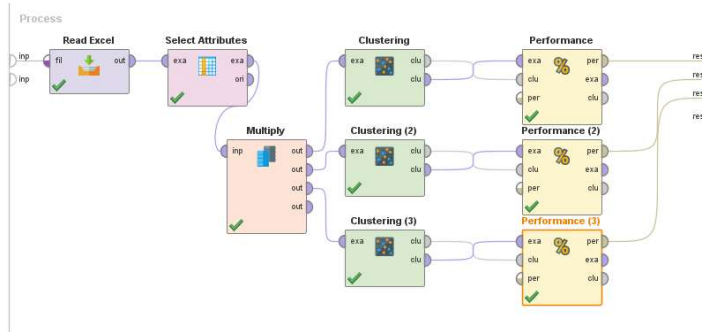 Process
Read Excel
Select Attributes
Clustering
Performance
inp
fil
out
exa
exa
exa
clu
exa
per
res
inp
ori
clu
clu
exa
res
per
clu
res
Multiply
Clustering (2)
Performance (2)
res
inp
out
exa
clu
exa
per
out
clu
clu
exa
out
per
clu
out
Clustering (3)
Performance (3)
exa
clu
exa
per
clu
clu
exa
per
clu